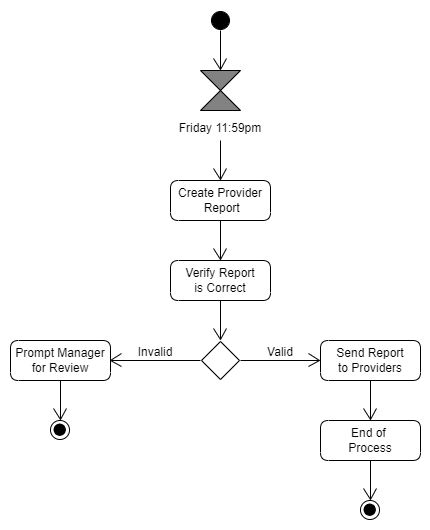 Friday 11:59pm
Create Provider
Report
Verify Report
is Correct
Invalid
Valid
Prompt Manager
for Review
Send Report
to Providers
End of
Process